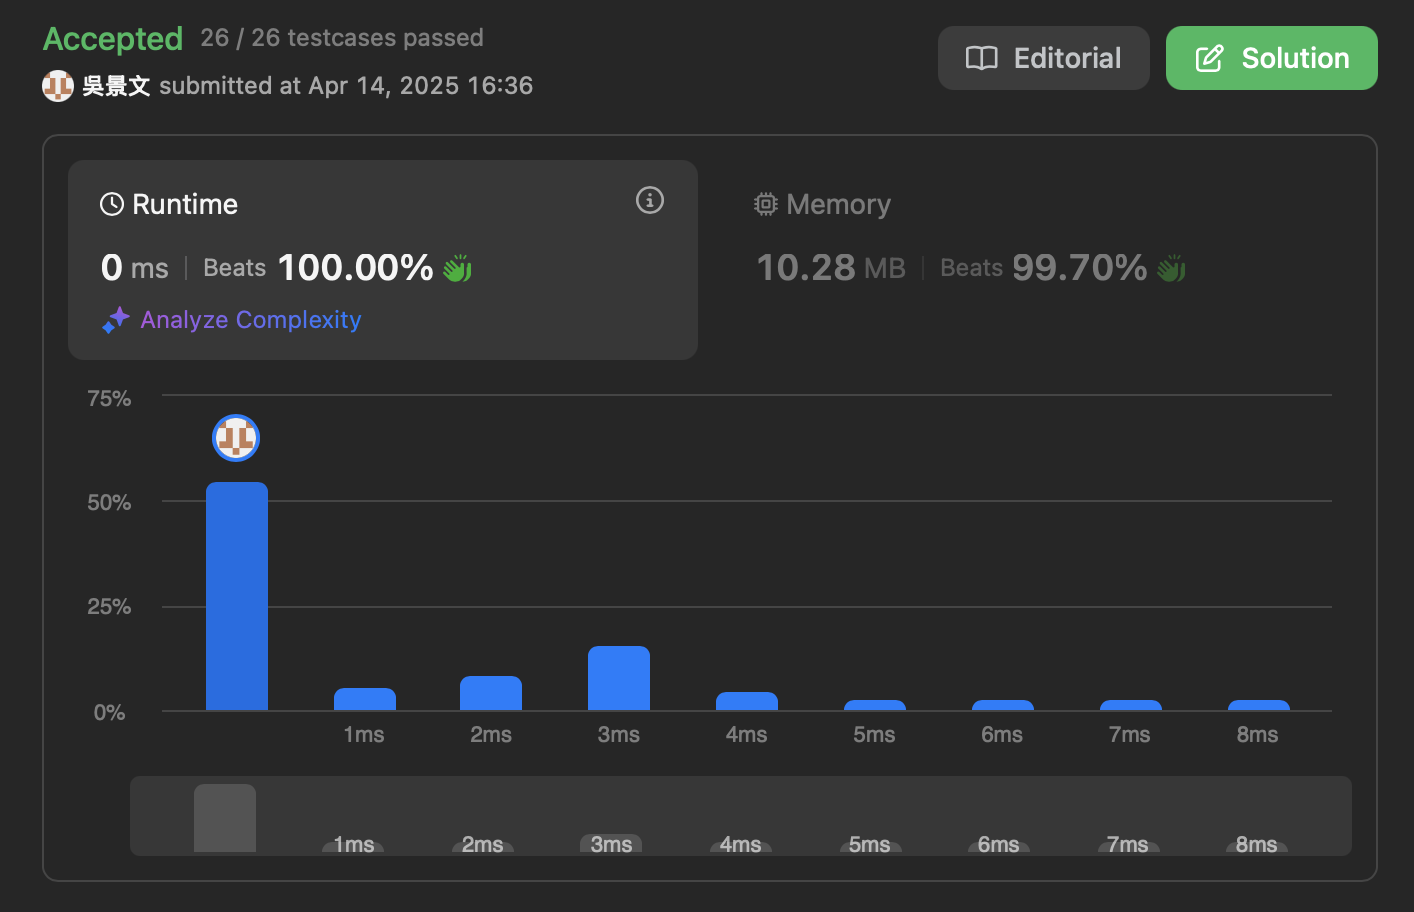 Accepted 26 / 26 testcases passed
吳景文 submitted at Apr 14, 2025 16:36
Editorial
Solution
Runtime
0 ms Beats 100.00%
Analyze Complexity
Memory
10.28 MB Beats 99.70%
75%
50%
25%
0%
1ms 2ms 3ms 4ms 5ms 6ms 7ms 8ms
1ms 2ms 3ms 4ms 5ms 6ms 7ms 8ms